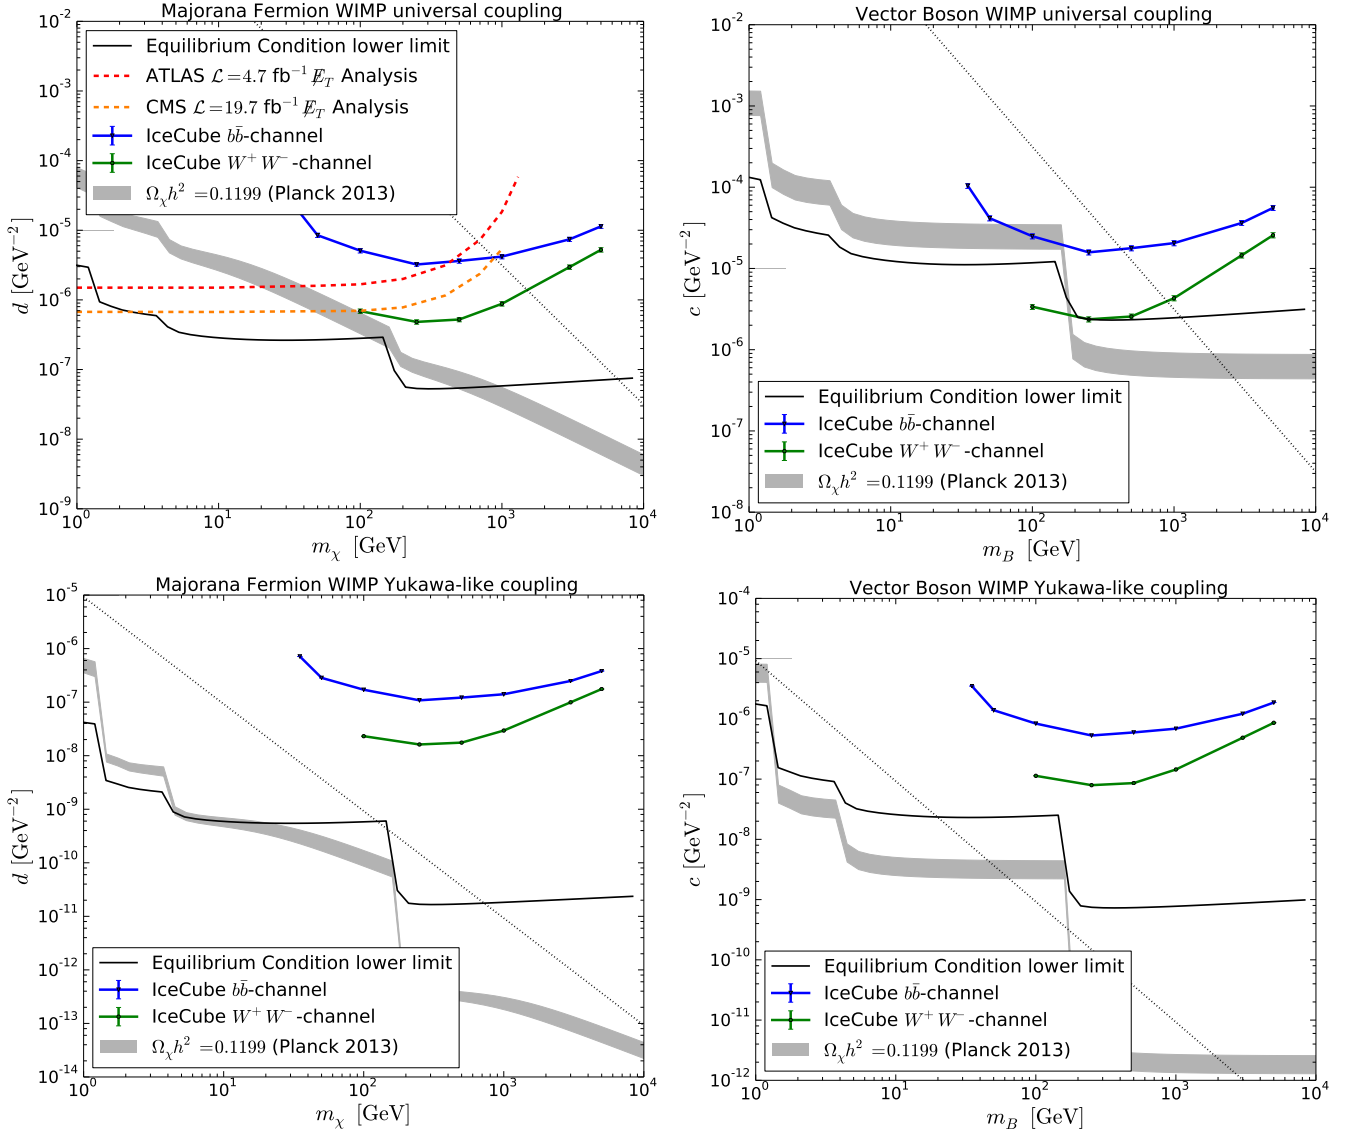 Majorana Fermion WIMP universal coupling
10⁻² 10⁻³ 10⁻⁴ 10⁻⁵ 10⁻⁶ 10⁻⁷ 10⁻⁸ 10⁻⁹
d [GeV⁻²]
Equilibrium Condition lower limit
ATLAS ℒ=4.7 fb⁻¹ E̸_T Analysis
CMS ℒ=19.7 fb⁻¹ E̸_T Analysis
IceCube bb̄-channel
IceCube W⁺W⁻-channel
Ω_χh² =0.1199 (Planck 2013)
10⁰ 10¹ 10² 10³ 10⁴
m_χ [GeV]
Vector Boson WIMP universal coupling
10⁻² 10⁻³ 10⁻⁴ 10⁻⁵ 10⁻⁶ 10⁻⁷ 10⁻⁸
c [GeV⁻²]
Equilibrium Condition lower limit
IceCube bb̄-channel
IceCube W⁺W⁻-channel
Ω_χh² =0.1199 (Planck 2013)
10⁰ 10¹ 10² 10³ 10⁴
m_B [GeV]
Majorana Fermion WIMP Yukawa-like coupling
10⁻⁵ 10⁻⁶ 10⁻⁷ 10⁻⁸ 10⁻⁹ 10⁻¹⁰ 10⁻¹¹ 10⁻¹² 10⁻¹³ 10⁻¹⁴
d [GeV⁻²]
Equilibrium Condition lower limit
IceCube bb̄-channel
IceCube W⁺W⁻-channel
Ω_χh² =0.1199 (Planck 2013)
10⁰ 10¹ 10² 10³ 10⁴
m_χ [GeV]
Vector Boson WIMP Yukawa-like coupling
10⁻⁴ 10⁻⁵ 10⁻⁶ 10⁻⁷ 10⁻⁸ 10⁻⁹ 10⁻¹⁰ 10⁻¹¹ 10⁻¹²
c [GeV⁻²]
Equilibrium Condition lower limit
IceCube bb̄-channel
IceCube W⁺W⁻-channel
Ω_χh² =0.1199 (Planck 2013)
10⁰ 10¹ 10² 10³ 10⁴
m_B [GeV]